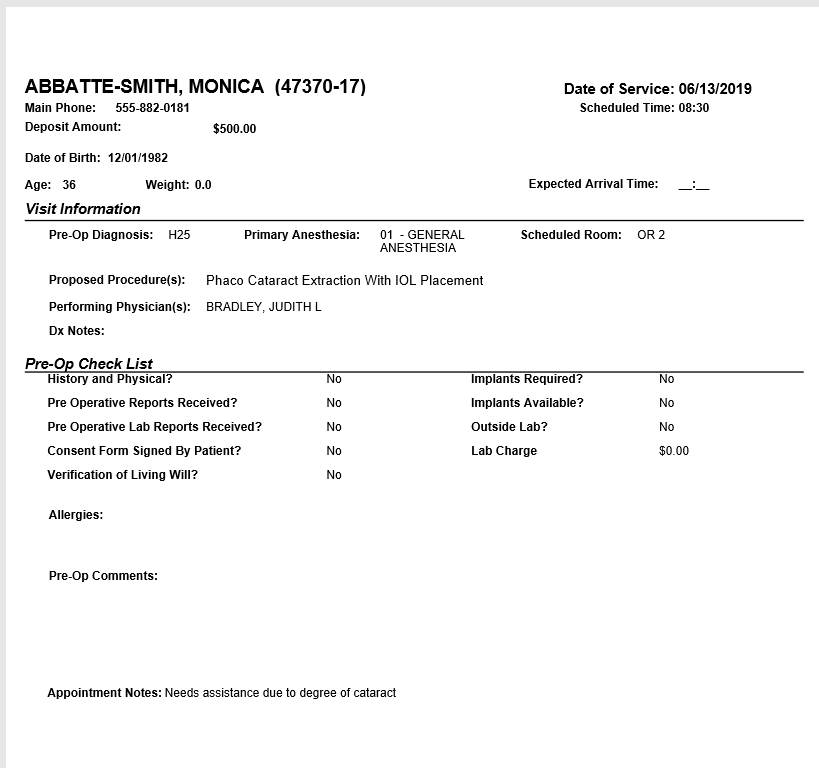 ABBATTE-SMITH, MONICA (47370-17) Date of Service: 06/13/2019
Main Phone: 555-882-0181 Scheduled Time: 08:30
Deposit Amount: $500.00
Date of Birth: 12/01/1982
Age: 36 Weight: 0.0 Expected Arrival Time: __:__
Visit Information
Pre-Op Diagnosis: H25 Primary Anesthesia: 01 - GENERAL Scheduled Room: OR 2
ANESTHESIA
Proposed Procedure(s): Phaco Cataract Extraction With IOL Placement
Performing Physician(s): BRADLEY, JUDITH L
Dx Notes:
Pre-Op Check List
History and Physical? No Implants Required? No
Pre Operative Reports Received? No Implants Available? No
Pre Operative Lab Reports Received? No Outside Lab? No
Consent Form Signed By Patient? No Lab Charge $0.00
Verification of Living Will? No
Allergies:
Pre-Op Comments:
Appointment Notes: Needs assistance due to degree of cataract